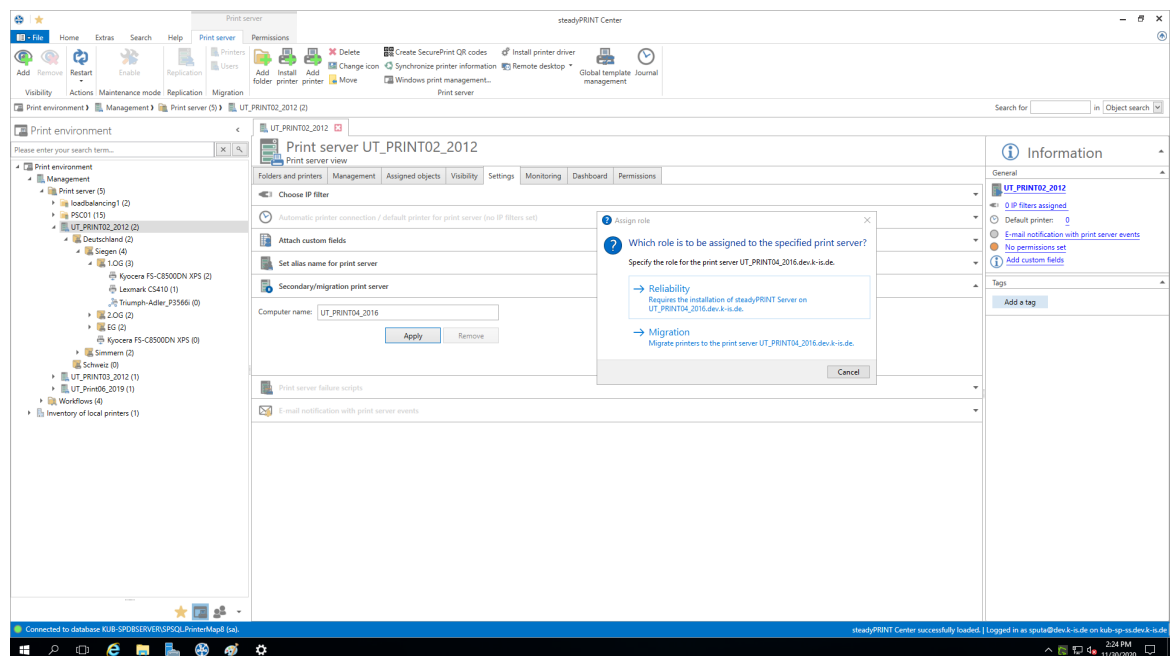 Print server
steadyPRINT Center
File Home Extras Search Help Print server Permissions
Add Remove Restart Enable Replication Printers Users
Add folder Install printer Add printer
Delete
Change icon
Move
Create SecurePrint QR codes
Synchronize printer information
Windows print management...
Install printer driver
Remote desktop
Global template management
Journal
Visibility Actions Maintenance mode Replication Migration Print server
Print environment Management Print server (5) UT_PRINT02_2012 (2)
Search for in Object search
Print environment
Please enter your search term...
Print environment
Management
Print server (5)
loadbalancing1 (2)
PSC01 (15)
UT_PRINT02_2012 (2)
Deutschland (2)
Siegen (4)
1.OG (3)
Kyocera FS-C8500DN XPS (2)
Lexmark CS410 (1)
Triumph-Adler_P3566i (0)
2.OG (2)
EG (2)
Kyocera FS-C8500DN XPS (0)
Simmern (2)
Schweiz (0)
UT_PRINT03_2012 (1)
UT_Print06_2019 (1)
Workflows (4)
Inventory of local printers (1)
UT_PRINT02_2012
Print server UT_PRINT02_2012
Print server view
Folders and printers Management Assigned objects Visibility Settings Monitoring Dashboard Permissions
Choose IP filter
Automatic printer connection / default printer for print server (no IP filters set)
Attach custom fields
Set alias name for print server
Secondary/migration print server
Computer name: UT_PRINT04_2016
Apply Remove
Print server failure scripts
E-mail notification with print server events
Assign role
Which role is to be assigned to the specified print server?
Specify the role for the print server UT_PRINT04_2016.dev.k-is.de.
Reliability
Requires the installation of steadyPRINT Server on
UT_PRINT04_2016.dev.k-is.de.
Migration
Migrate printers to the print server UT_PRINT04_2016.dev.k-is.de.
Cancel
Information
General
UT_PRINT02_2012
0 IP filters assigned
Default printer: 0
E-mail notification with print server events
No permissions set
Add custom fields
Tags
Add a tag
Connected to database KUB-SPDBSERVER\SPSQL.PrinterMap8 (sa).
steadyPRINT Center successfully loaded. | Logged in as sputa@dev.k-is.de on kub-sp-ss.dev.k-is.de
2:24 PM
11/30/2020